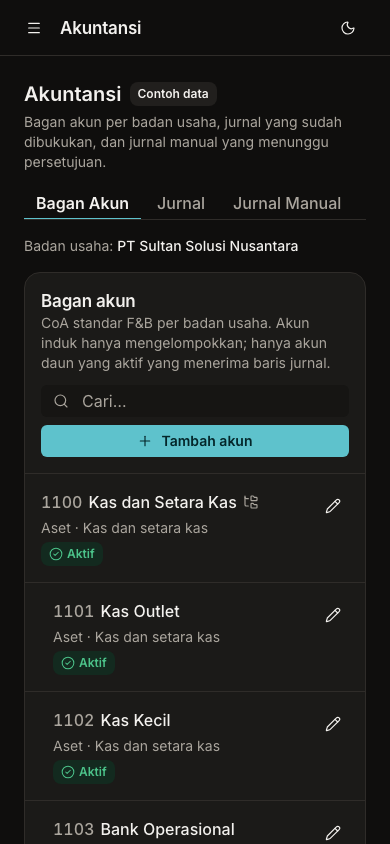 Akuntansi
Akuntansi Contoh data
Bagan akun per badan usaha, jurnal yang sudah
dibukukan, dan jurnal manual yang menunggu
persetujuan.
Bagan Akun Jurnal Jurnal Manual
Badan usaha: PT Sultan Solusi Nusantara
Bagan akun
CoA standar F&B per badan usaha. Akun
induk hanya mengelompokkan; hanya akun
daun yang aktif yang menerima baris jurnal.
Cari...
Tambah akun
1100 Kas dan Setara Kas
Aset · Kas dan setara kas
Aktif
1101 Kas Outlet
Aset · Kas dan setara kas
Aktif
1102 Kas Kecil
Aset · Kas dan setara kas
Aktif
1103 Bank Operasional